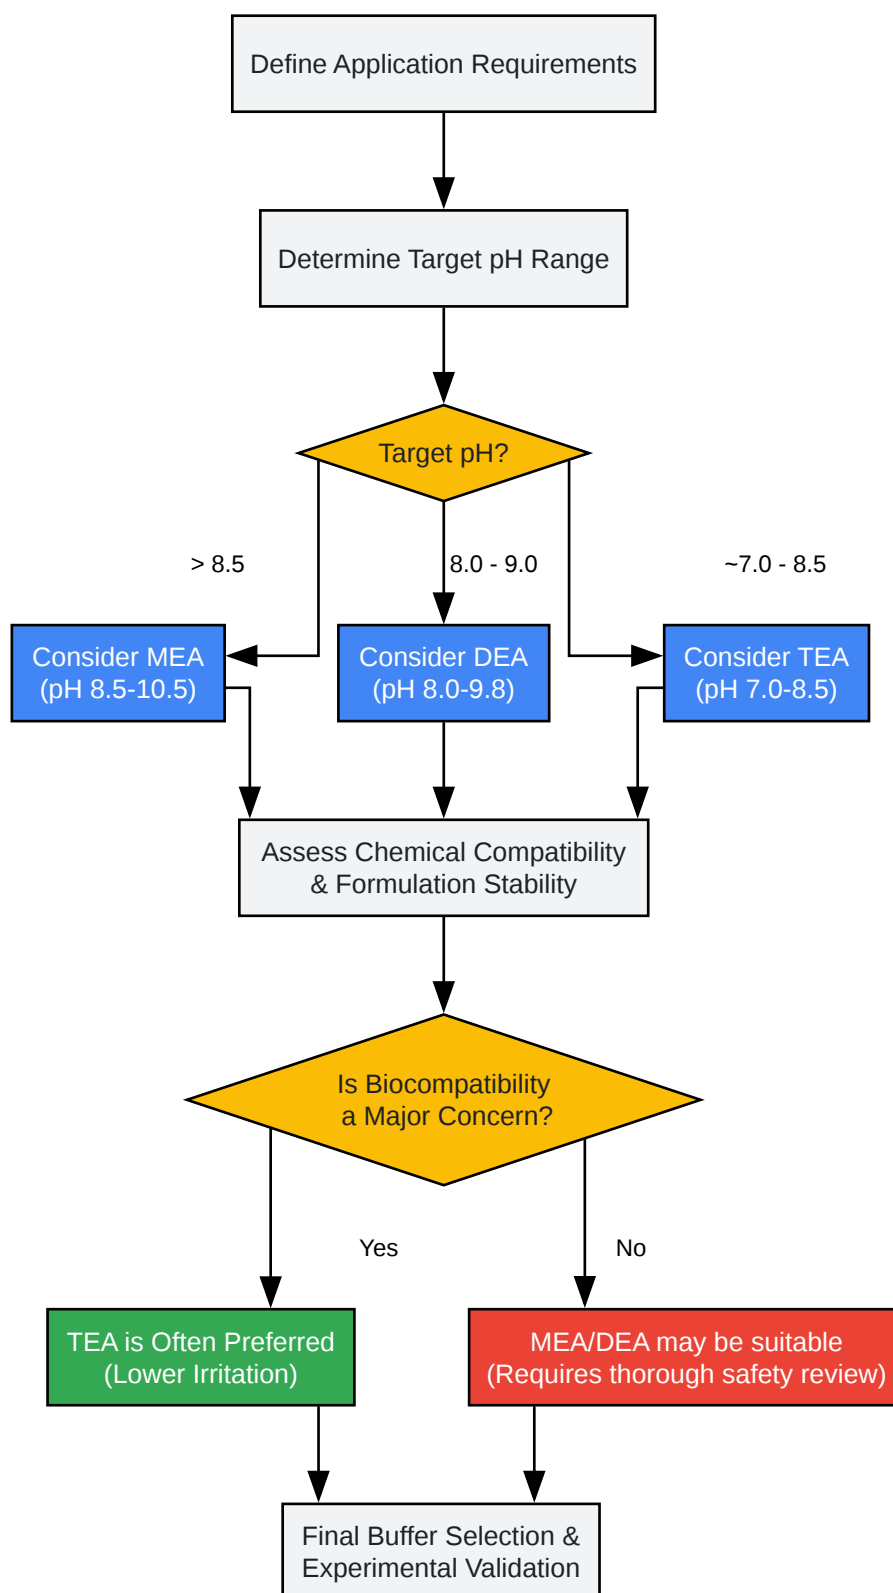 Define Application Requirements
Determine Target pH Range
Target pH?
> 8.5
8.0 - 9.0
~7.0 - 8.5
Consider MEA
(pH 8.5-10.5)
Consider DEA
(pH 8.0-9.8)
Consider TEA
(pH 7.0-8.5)
Assess Chemical Compatibility
& Formulation Stability
Is Biocompatibility
a Major Concern?
Yes
No
TEA is Often Preferred
(Lower Irritation)
MEA/DEA may be suitable
(Requires thorough safety review)
Final Buffer Selection &
Experimental Validation